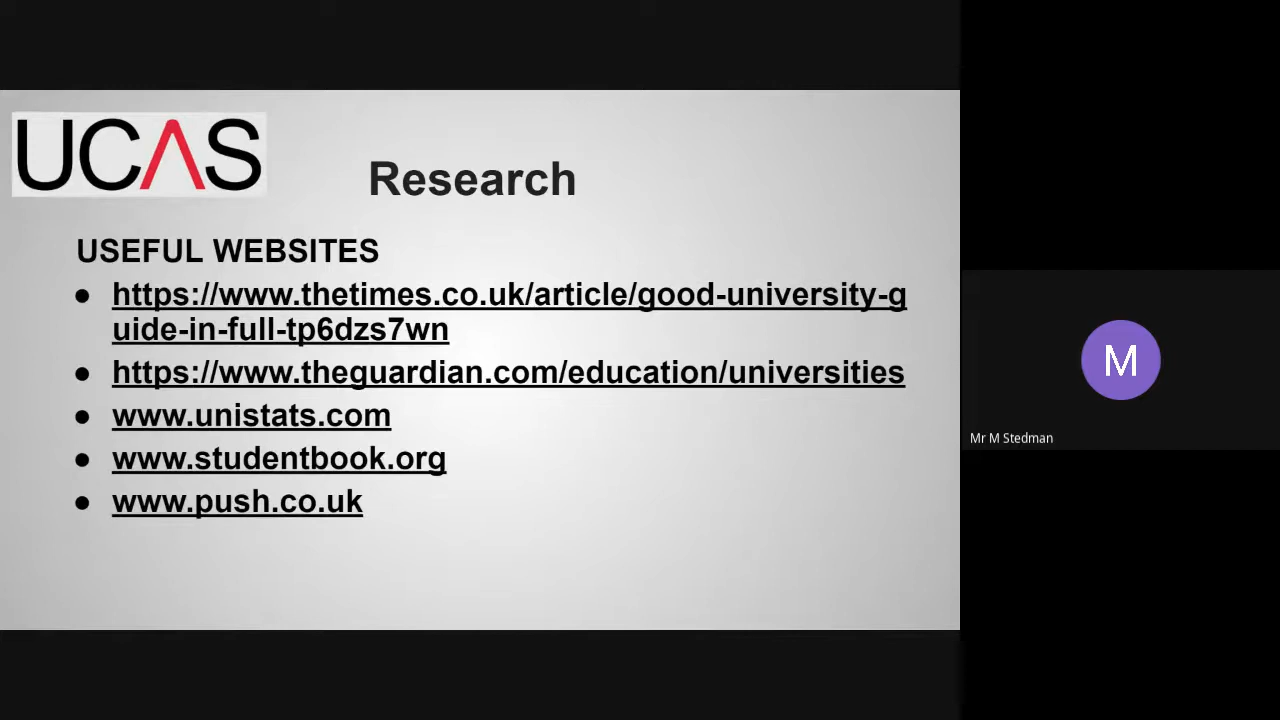 UCAS
Research
USEFUL WEBSITES
● https://www.thetimes.co.uk/article/good-university-g
uide-in-full-tp6dzs7wn
● https://www.theguardian.com/education/universities
● www.unistats.com
● www.studentbook.org
● www.push.co.uk
M
Mr M Stedman